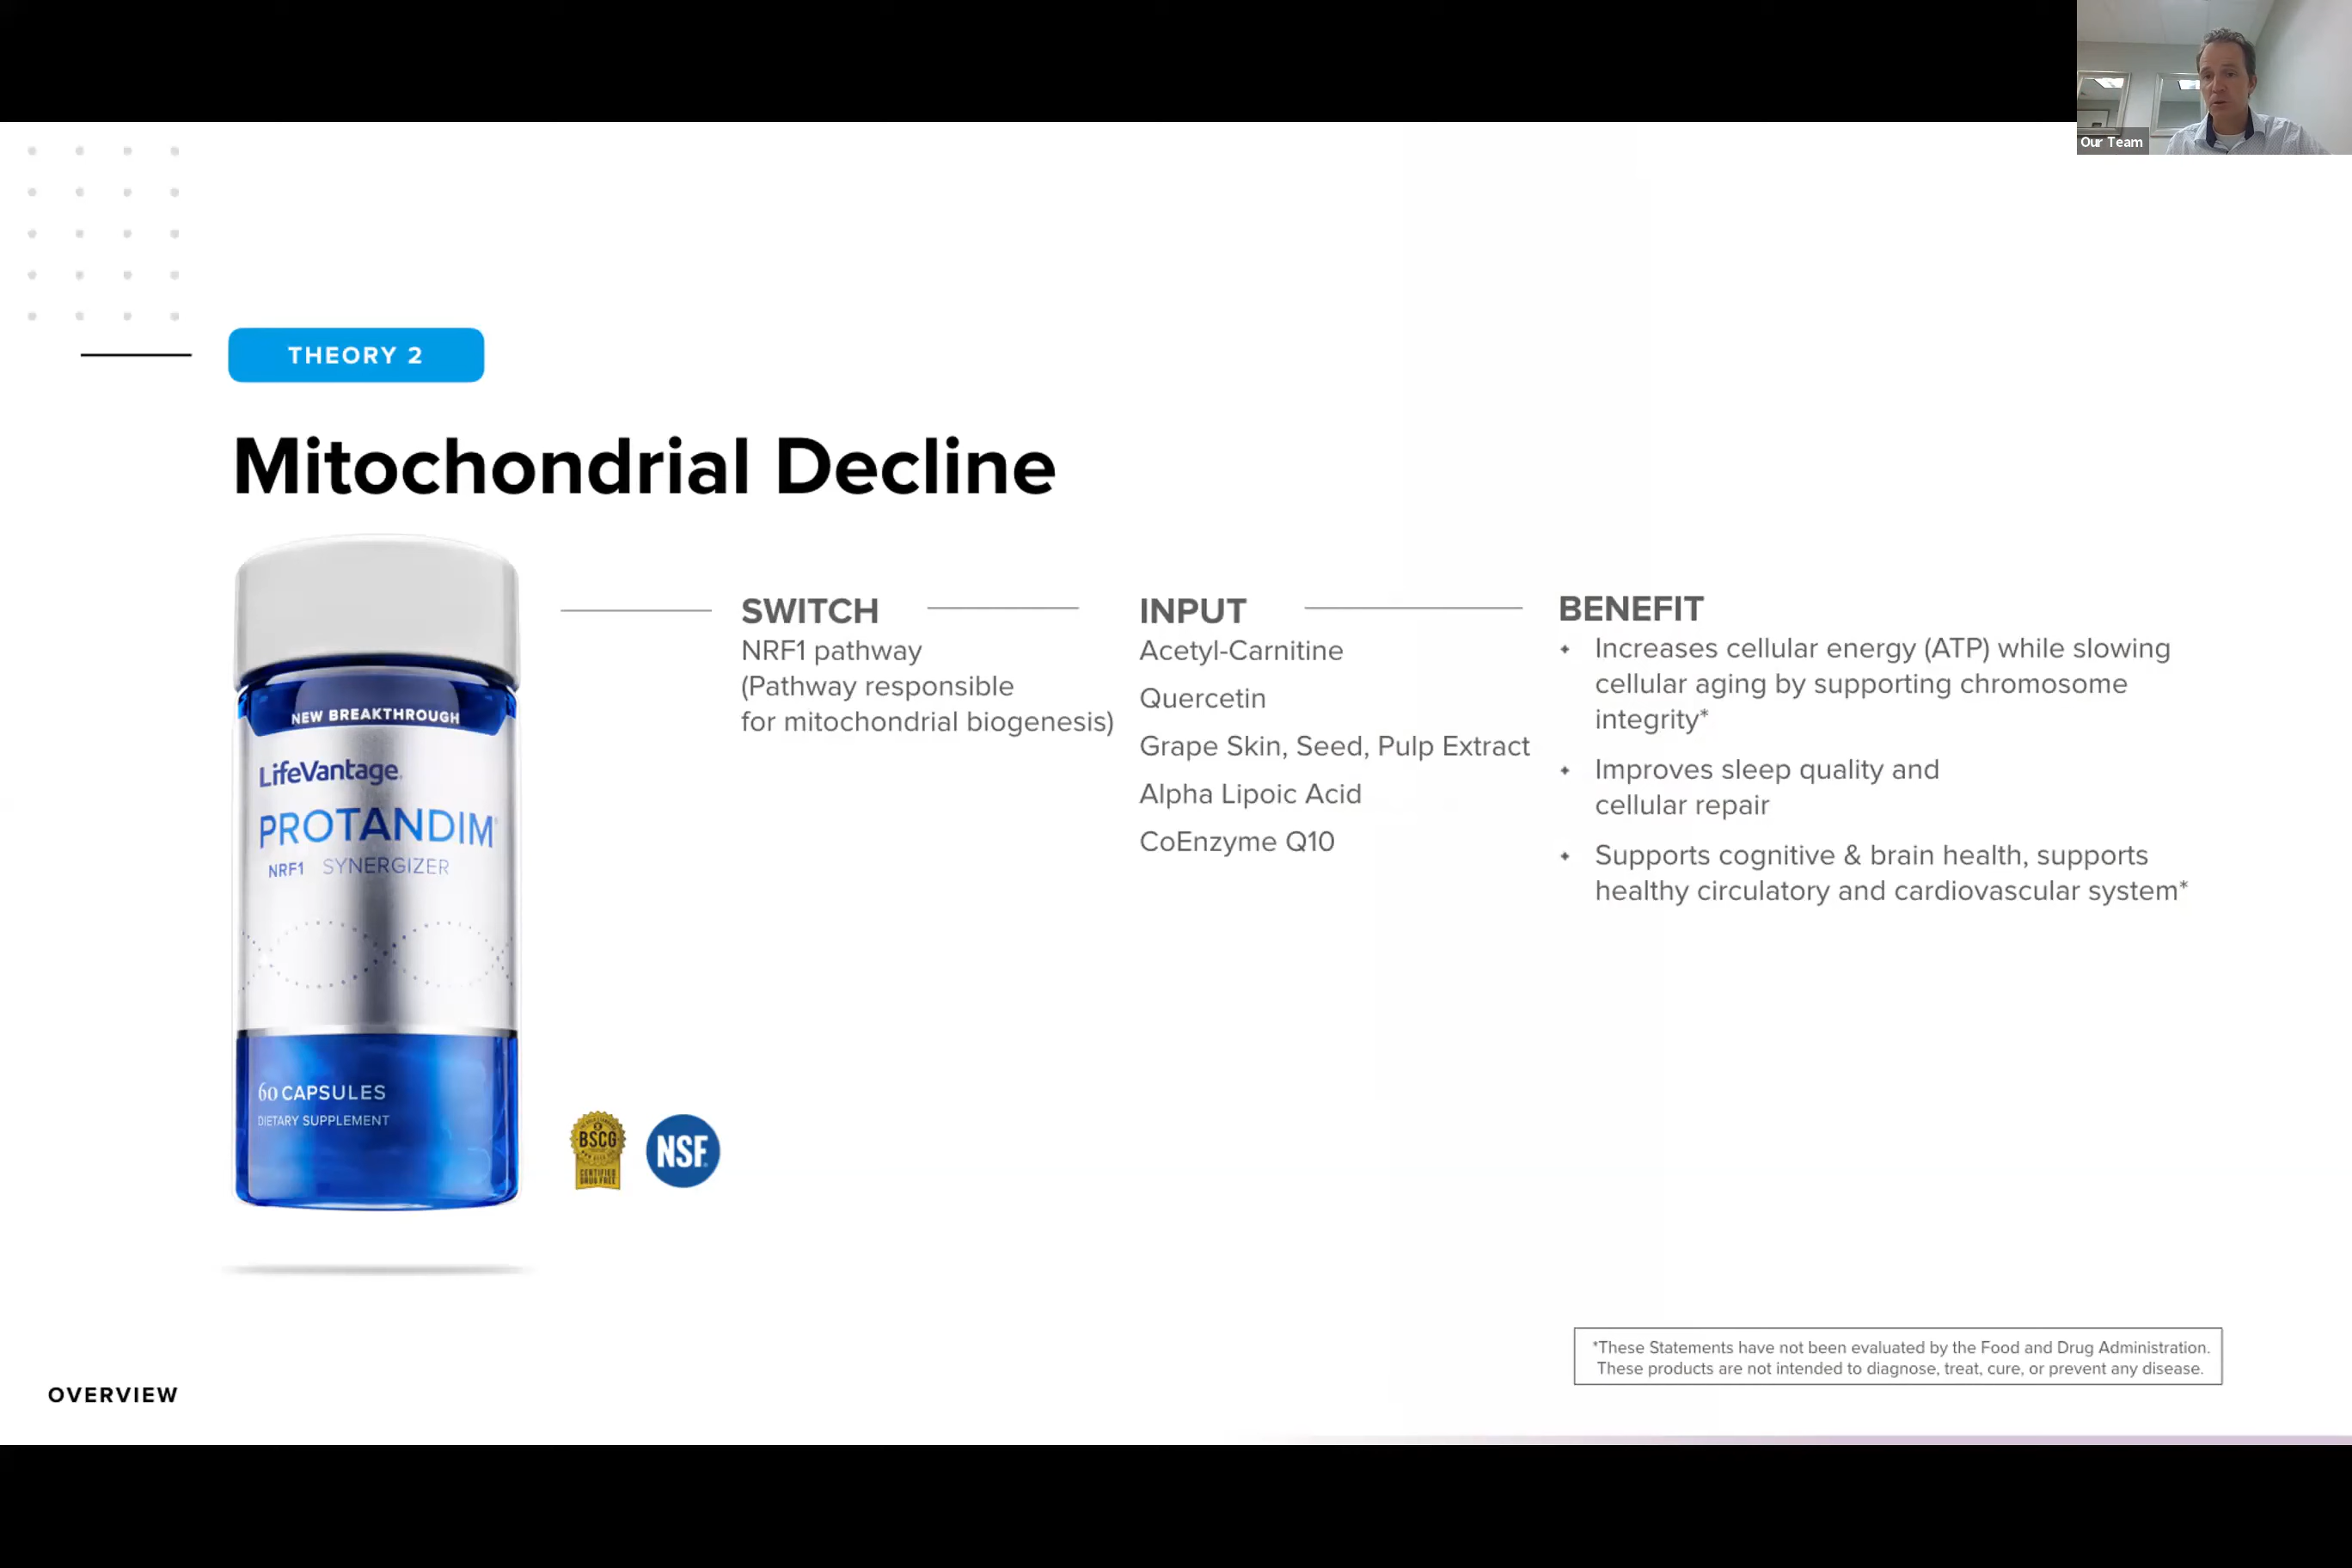 Our Team
THEORY 2
Mitochondrial Decline
NEW BREAKTHROUGH
LifeVantage
PROTANDIM
NRF1 SYNERGIZER
60 CAPSULES
DIETARY SUPPLEMENT
BSCG
CERTIFIED
DRUG FREE
NSF
SWITCH
NRF1 pathway
(Pathway responsible
for mitochondrial biogenesis)
INPUT
Acetyl-Carnitine
Quercetin
Grape Skin, Seed, Pulp Extract
Alpha Lipoic Acid
CoEnzyme Q10
BENEFIT
• Increases cellular energy (ATP) while slowing
cellular aging by supporting chromosome
integrity*
• Improves sleep quality and
cellular repair
• Supports cognitive & brain health, supports
healthy circulatory and cardiovascular system*
*These Statements have not been evaluated by the Food and Drug Administration.
These products are not intended to diagnose, treat, cure, or prevent any disease.
OVERVIEW